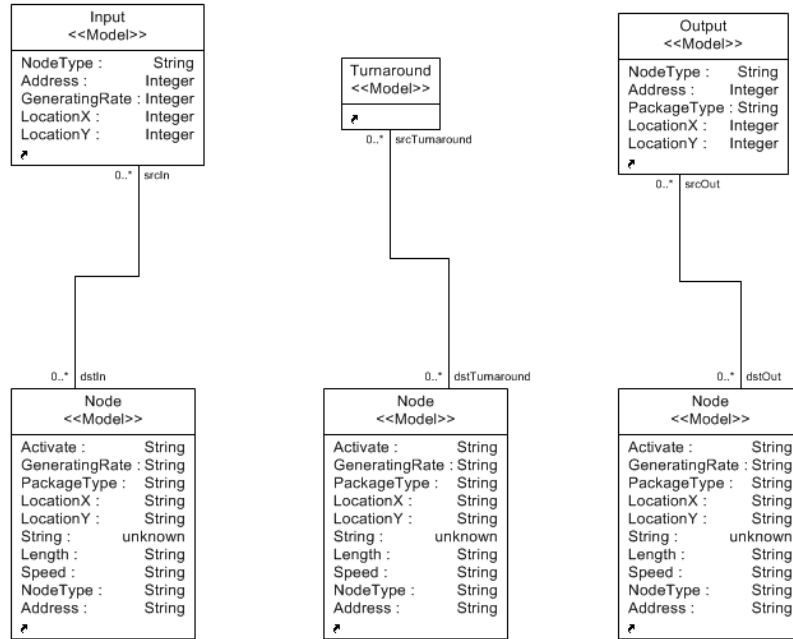 Input
<<Model>>
NodeType : String
Address : Integer
GeneratingRate : Integer
LocationX : Integer
LocationY : Integer
0..* srcIn
Turnaround
<<Model>>
0..* srcTurnaround
Output
<<Model>>
NodeType : String
Address : Integer
PackageType : String
LocationX : Integer
LocationY : Integer
0..* srcOut
0..* dstIn
Node
<<Model>>
Activate : String
GeneratingRate : String
PackageType : String
LocationX : String
LocationY : String
String : unknown
Length : String
Speed : String
NodeType : String
Address : String
0..* dstTurnaround
Node
<<Model>>
Activate : String
GeneratingRate : String
PackageType : String
LocationX : String
LocationY : String
String : unknown
Length : String
Speed : String
NodeType : String
Address : String
0..* dstOut
Node
<<Model>>
Activate : String
GeneratingRate : String
PackageType : String
LocationX : String
LocationY : String
String : unknown
Length : String
Speed : String
NodeType : String
Address : String